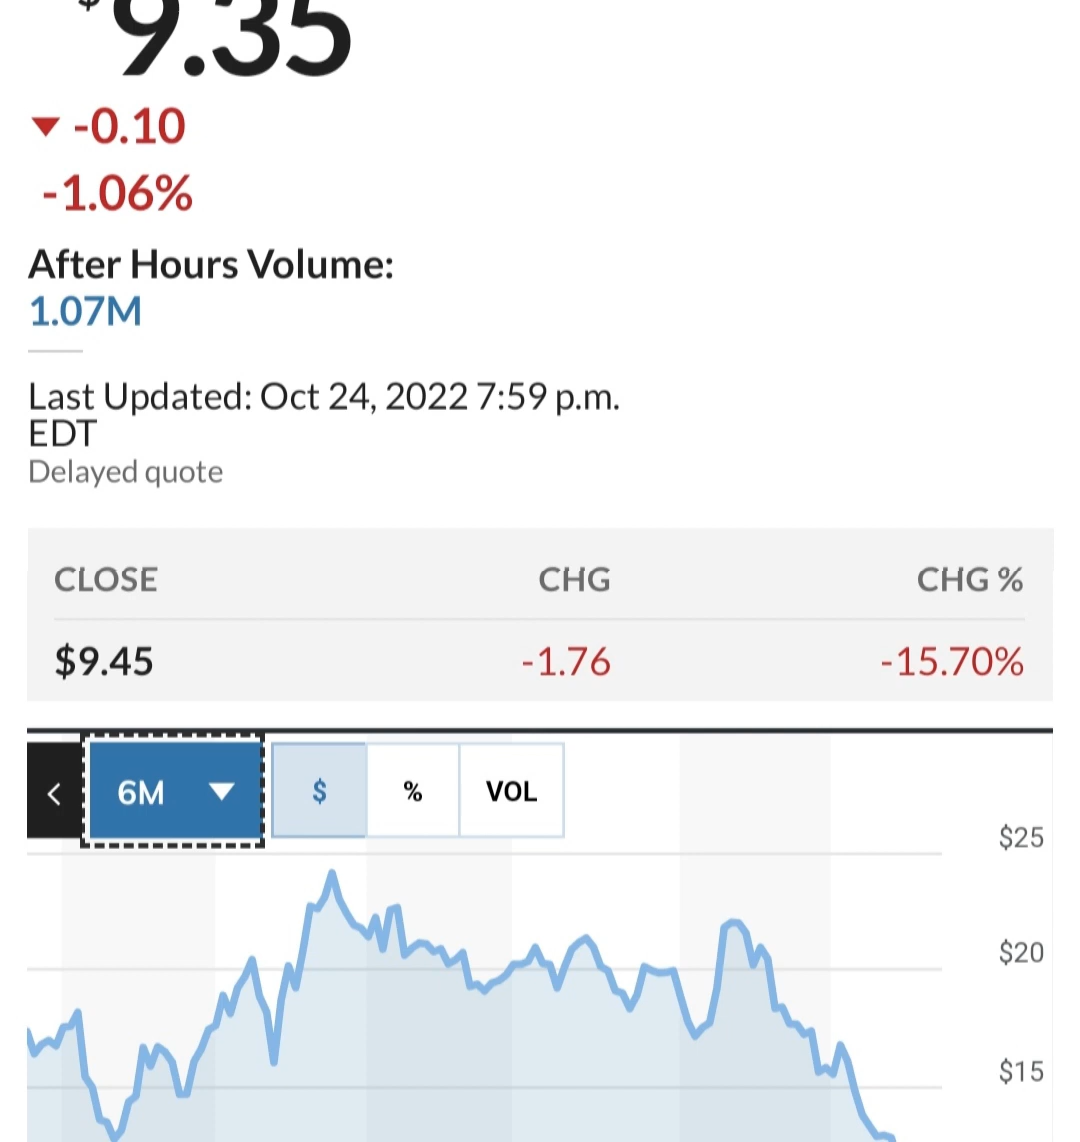 $9.35
-0.10
-1.06%
After Hours Volume:
1.07M
Last Updated: Oct 24, 2022 7:59 p.m.
EDT
Delayed quote
CLOSE CHG CHG %
$9.45 -1.76 -15.70%
6M $ % VOL
$25
$20
$15